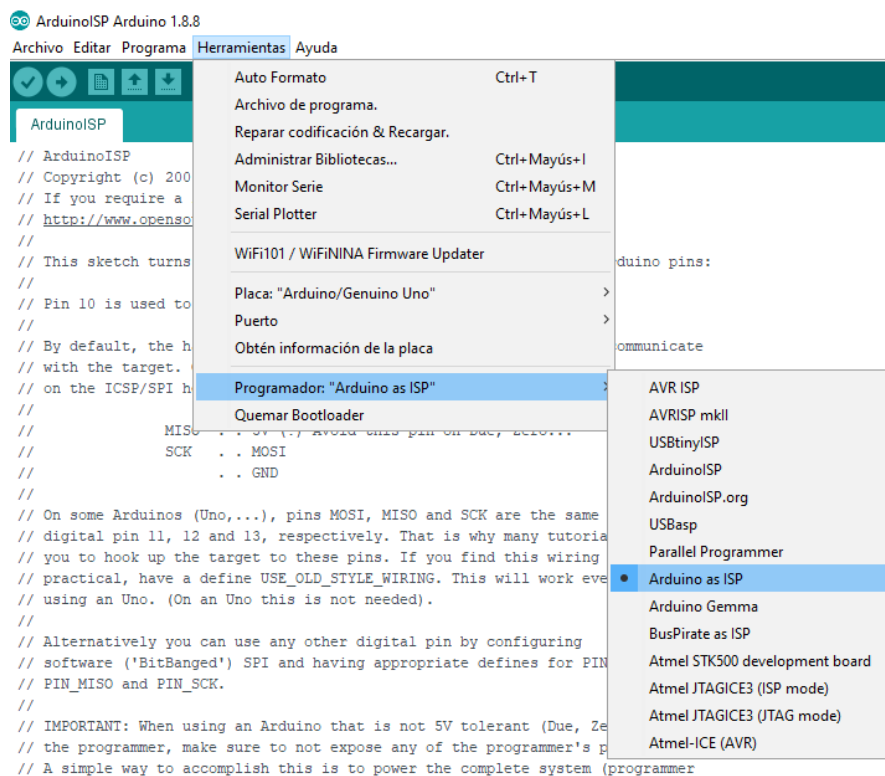 ArduinoISP Arduino 1.8.8
Archivo Editar Programa Herramientas Ayuda
ArduinoISP
Auto Formato Ctrl+T
Archivo de programa.
Reparar codificación & Recargar.
Administrar Bibliotecas... Ctrl+Mayús+I
Monitor Serie Ctrl+Mayús+M
Serial Plotter Ctrl+Mayús+L
WiFi101 / WiFiNINA Firmware Updater
Placa: "Arduino/Genuino Uno"
Puerto
Obtén información de la placa
Programador: "Arduino as ISP"
Quemar Bootloader
AVR ISP
AVRISP mkII
USBtinyISP
ArduinoISP
ArduinoISP.org
USBasp
Parallel Programmer
Arduino as ISP
Arduino Gemma
BusPirate as ISP
Atmel STK500 development board
Atmel JTAGICE3 (ISP mode)
Atmel JTAGICE3 (JTAG mode)
Atmel-ICE (AVR)
// ArduinoISP
// Copyright (c) 200
// If you require a
// http://www.openso
//
// This sketch turns duino pins:
//
// Pin 10 is used to
//
// By default, the h ommunicate
// with the target.
// on the ICSP/SPI h
//
// MISO . . 5V (!) Avoid this pin on Due, Zero...
// SCK . . MOSI
// . . GND
//
// On some Arduinos (Uno,...), pins MOSI, MISO and SCK are the same
// digital pin 11, 12 and 13, respectively. That is why many tutoria
// you to hook up the target to these pins. If you find this wiring
// practical, have a define USE_OLD_STYLE_WIRING. This will work eve
// using an Uno. (On an Uno this is not needed).
//
// Alternatively you can use any other digital pin by configuring
// software ('BitBanged') SPI and having appropriate defines for PIN
// PIN_MISO and PIN_SCK.
//
// IMPORTANT: When using an Arduino that is not 5V tolerant (Due, Ze
// the programmer, make sure to not expose any of the programmer's p
// A simple way to accomplish this is to power the complete system (programmer